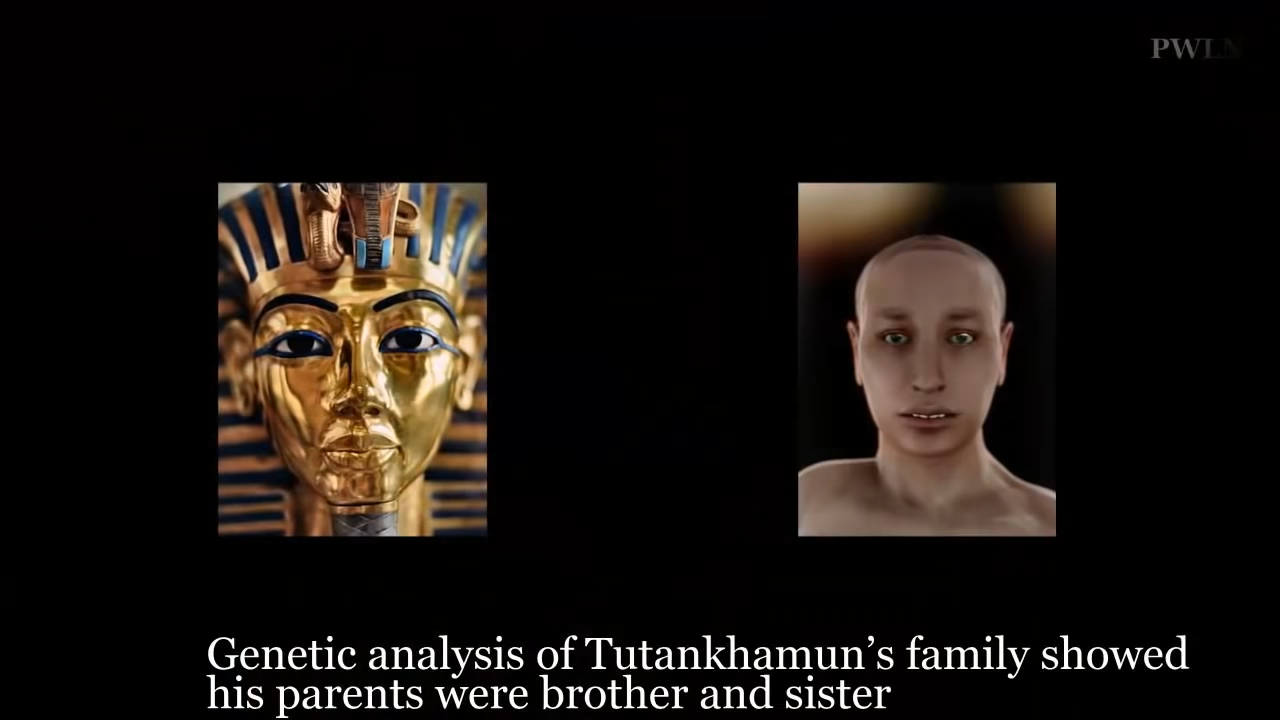 PWLN
Genetic analysis of Tutankhamun’s family showed
his parents were brother and sister